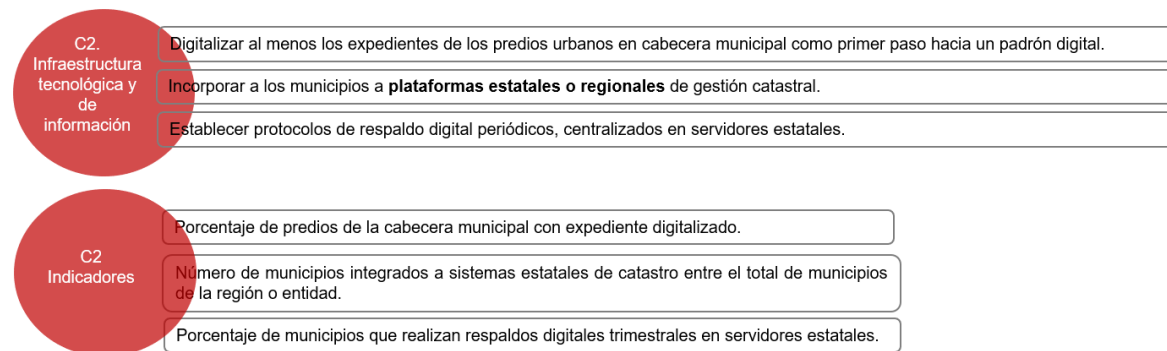 C2.
Infraestructura
tecnológica y
de
información
Digitalizar al menos los expedientes de los predios urbanos en cabecera municipal como primer paso hacia un padrón digital.
Incorporar a los municipios a plataformas estatales o regionales de gestión catastral.
Establecer protocolos de respaldo digital periódicos, centralizados en servidores estatales.
C2
Indicadores
Porcentaje de predios de la cabecera municipal con expediente digitalizado.
Número de municipios integrados a sistemas estatales de catastro entre el total de municipios
de la región o entidad.
Porcentaje de municipios que realizan respaldos digitales trimestrales en servidores estatales.